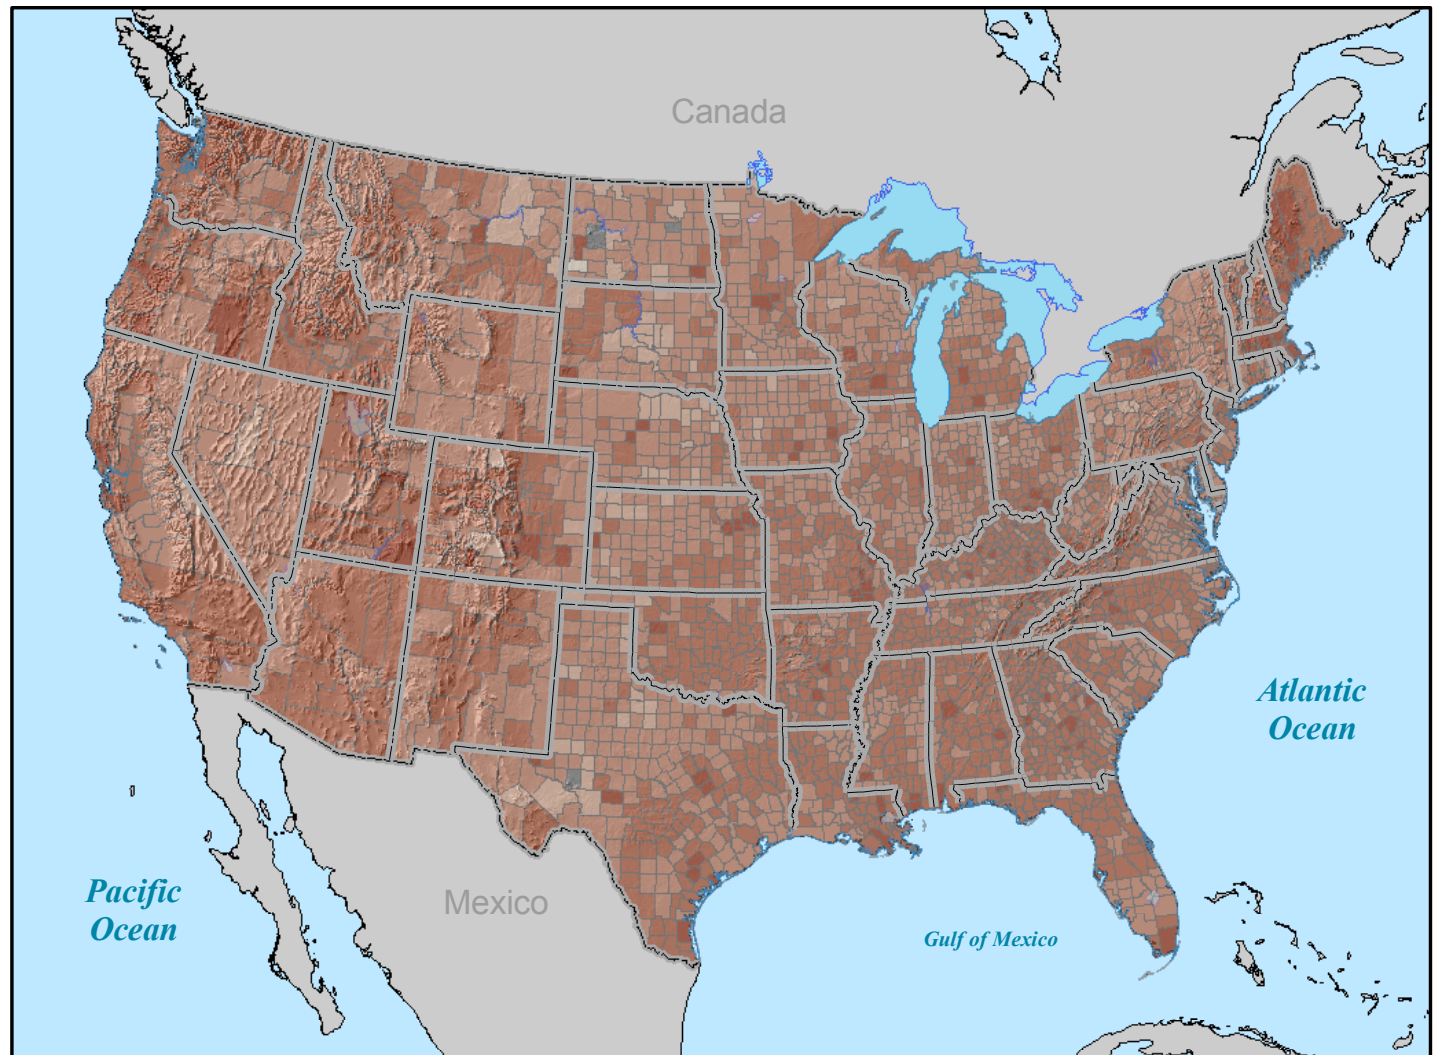 Canada
Atlantic
Ocean
Pacific
Ocean
Mexico
Gulf of Mexico